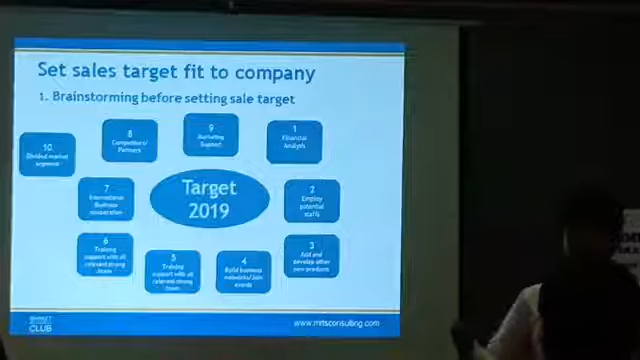 Set sales target fit to company
1. Brainstorming before setting sale target
10
Divided market
segments
8
Competitors/
Partners
9
Marketing
Support
1
Financial
Analysis
7
International
Business
cooperation
Target
2019
2
Employ
potential
staffs
6
Training
support with all
relevant strong
team
5
Training
support with all
relevant strong
team
4
Build business
networks/Join
events
3
Add and
develop other
new products
CLUB
www.mitsconsulting.com